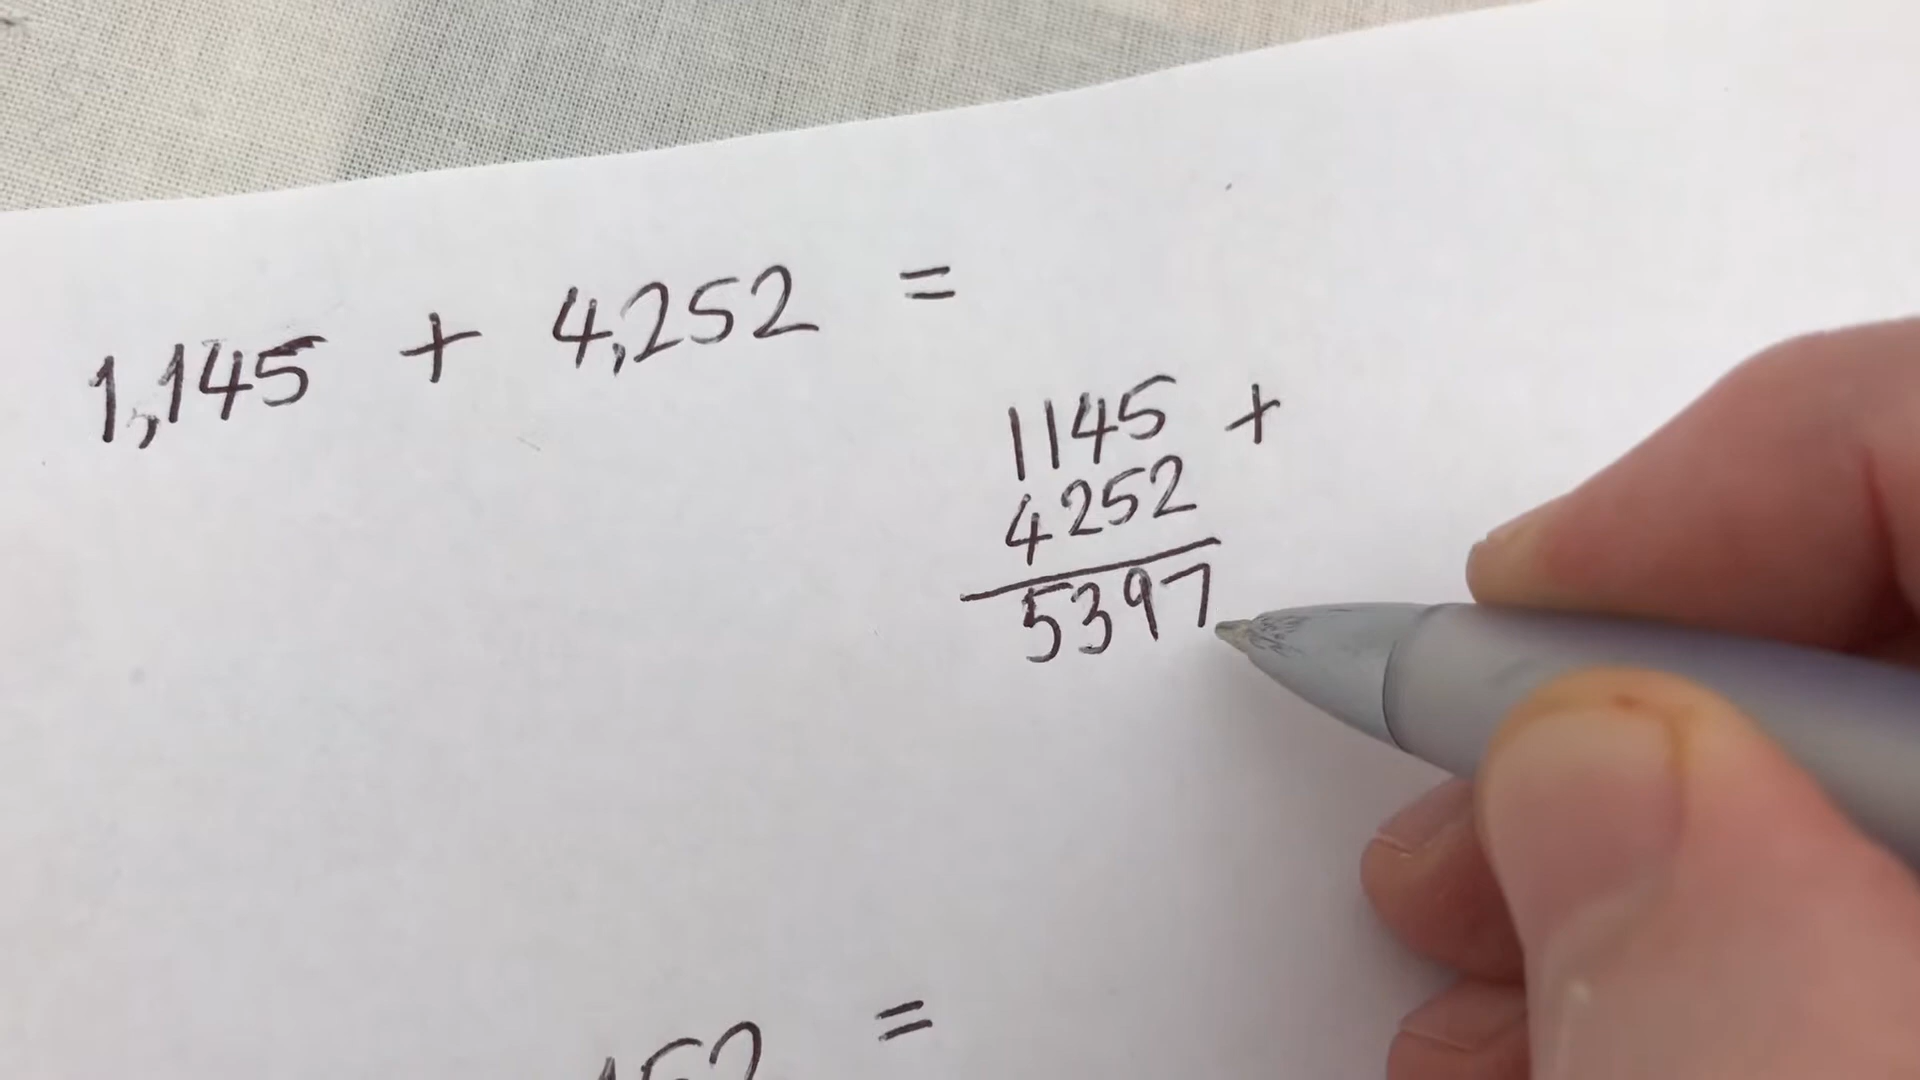 1,145 + 4,252 =
1145 +
4252
5397
=